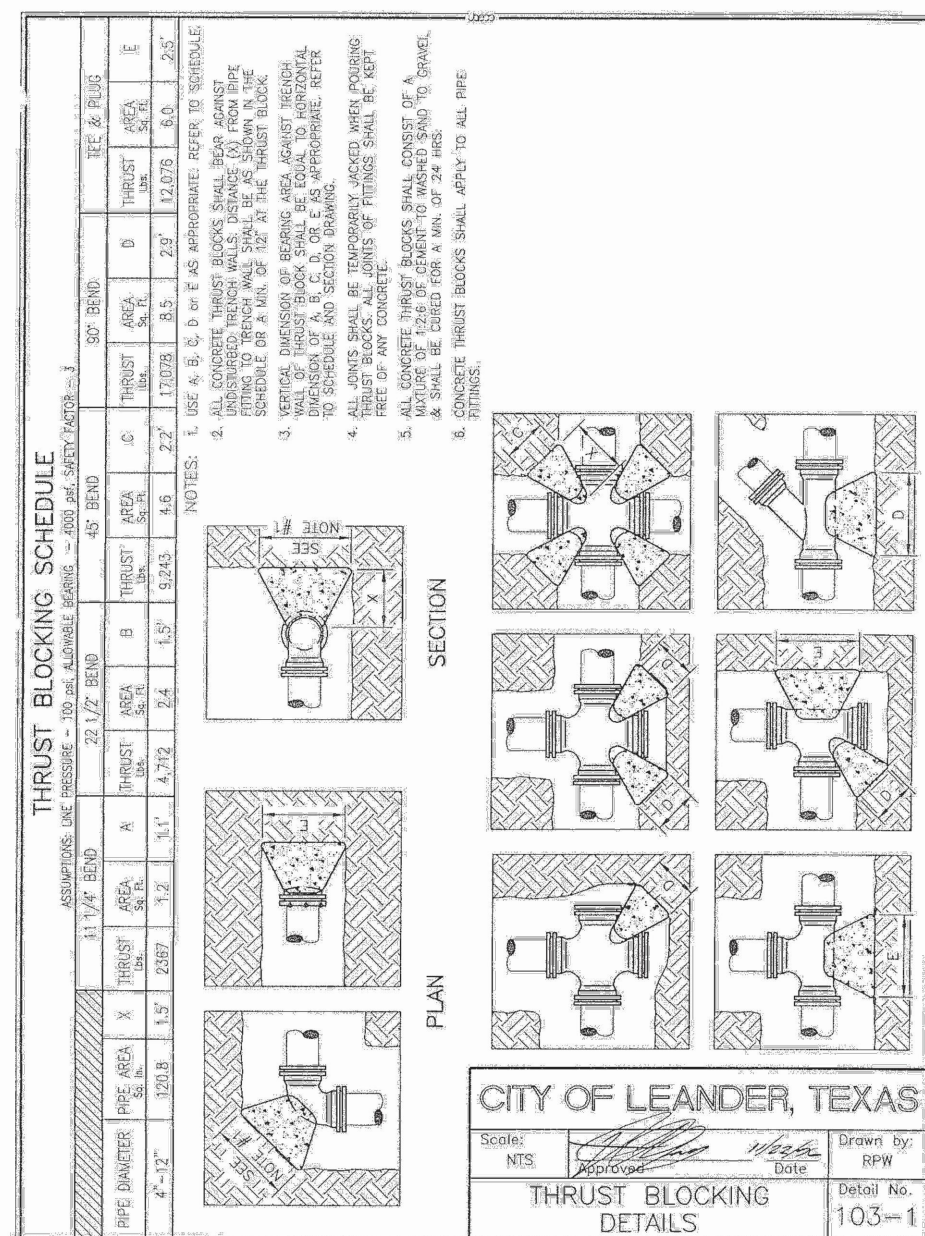 THRUST BLOCKING SCHEDULE
ASSUMPTIONS: LINE PRESSURE - 100 psi, ALLOWABLE BEARING - 4000 psf, SAFETY FACTOR - 3
11 1/4° BEND 22 1/2° BEND 45° BEND 90° BEND TEE & PLUG
PIPE DIAMETER PIPE AREA Sq. In. X THRUST Lbs. AREA Sq. Ft. A THRUST Lbs. AREA Sq. Ft. B THRUST Lbs. AREA Sq. Ft. C THRUST Lbs. AREA Sq. Ft. D THRUST Lbs. AREA Sq. Ft. E
4"-12" 120.8 1.5' 2367 1.2 1.1' 4,712 2.4 1.5' 9,243 4.6 2.2' 17,078 8.5 2.9' 12,076 6.0 2.5'
NOTES: 1. USE A, B, C, D or E AS APPROPRIATE. REFER TO SCHEDULE.
2. ALL CONCRETE THRUST BLOCKS SHALL BEAR AGAINST
UNDISTURBED TRENCH WALLS. DISTANCE (X) FROM PIPE
FITTING TO TRENCH WALL SHALL BE AS SHOWN IN THE
SCHEDULE OR A MIN. OF 12" AT THE THRUST BLOCK.
3. VERTICAL DIMENSION OF BEARING AREA AGAINST TRENCH
WALL OF THRUST BLOCK SHALL BE EQUAL TO HORIZONTAL
DIMENSION OF A, B, C, D, OR E AS APPROPRIATE. REFER
TO SCHEDULE AND SECTION DRAWING.
4. ALL JOINTS SHALL BE TEMPORARILY JACKED WHEN POURING
THRUST BLOCKS. ALL JOINTS OF FITTINGS SHALL BE KEPT
FREE OF ANY CONCRETE.
5. ALL CONCRETE THRUST BLOCKS SHALL CONSIST OF A
MIXTURE OF 1:2:6 OF CEMENT TO WASHED SAND TO GRAVEL,
& SHALL BE CURED FOR A MIN. OF 24 HRS.
6. CONCRETE THRUST BLOCKS SHALL APPLY TO ALL PIPE
FITTINGS.
(SEE
NOTE #1)
E
SEE
NOTE #1
X
PLAN
SECTION
D
D
D
C
X
E
D
E
D
CITY OF LEANDER, TEXAS
Scale:
NTS
Approved
Date
Drawn by:
RPW
THRUST BLOCKING
DETAILS
Detail No.
103-1